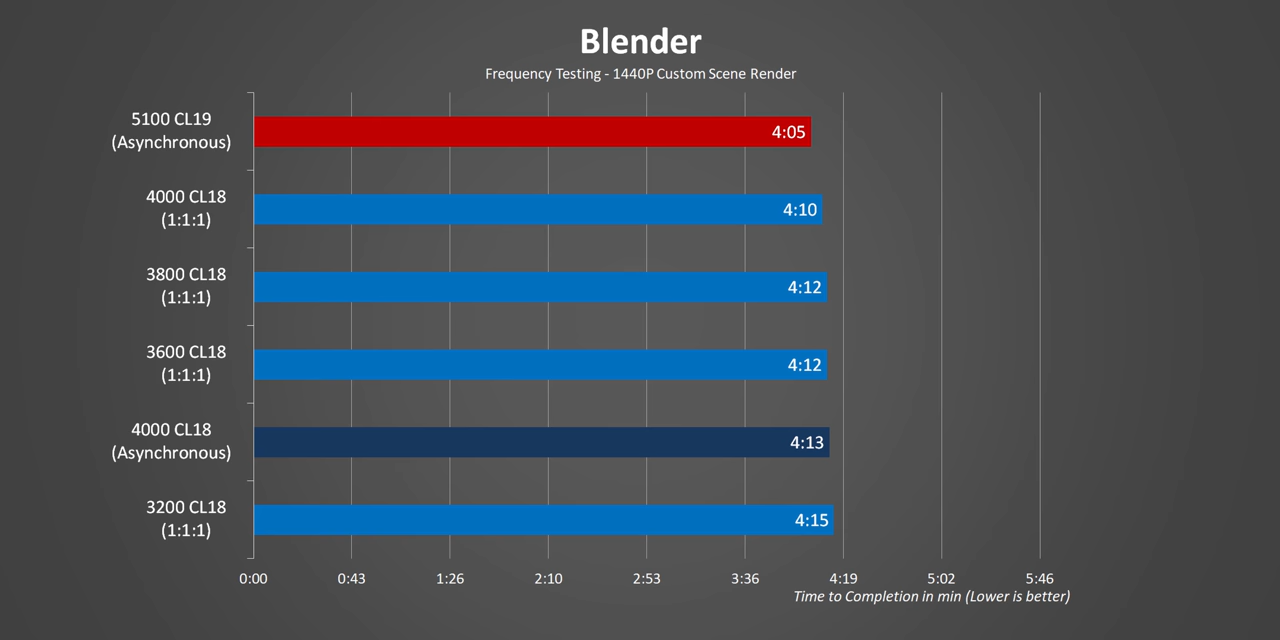 Blender
Frequency Testing - 1440P Custom Scene Render
5100 CL19
(Asynchronous)
4:05
4000 CL18
(1:1:1)
4:10
3800 CL18
(1:1:1)
4:12
3600 CL18
(1:1:1)
4:12
4000 CL18
(Asynchronous)
4:13
3200 CL18
(1:1:1)
4:15
0:00 0:43 1:26 2:10 2:53 3:36 4:19 5:02 5:46
Time to Completion in min (Lower is better)